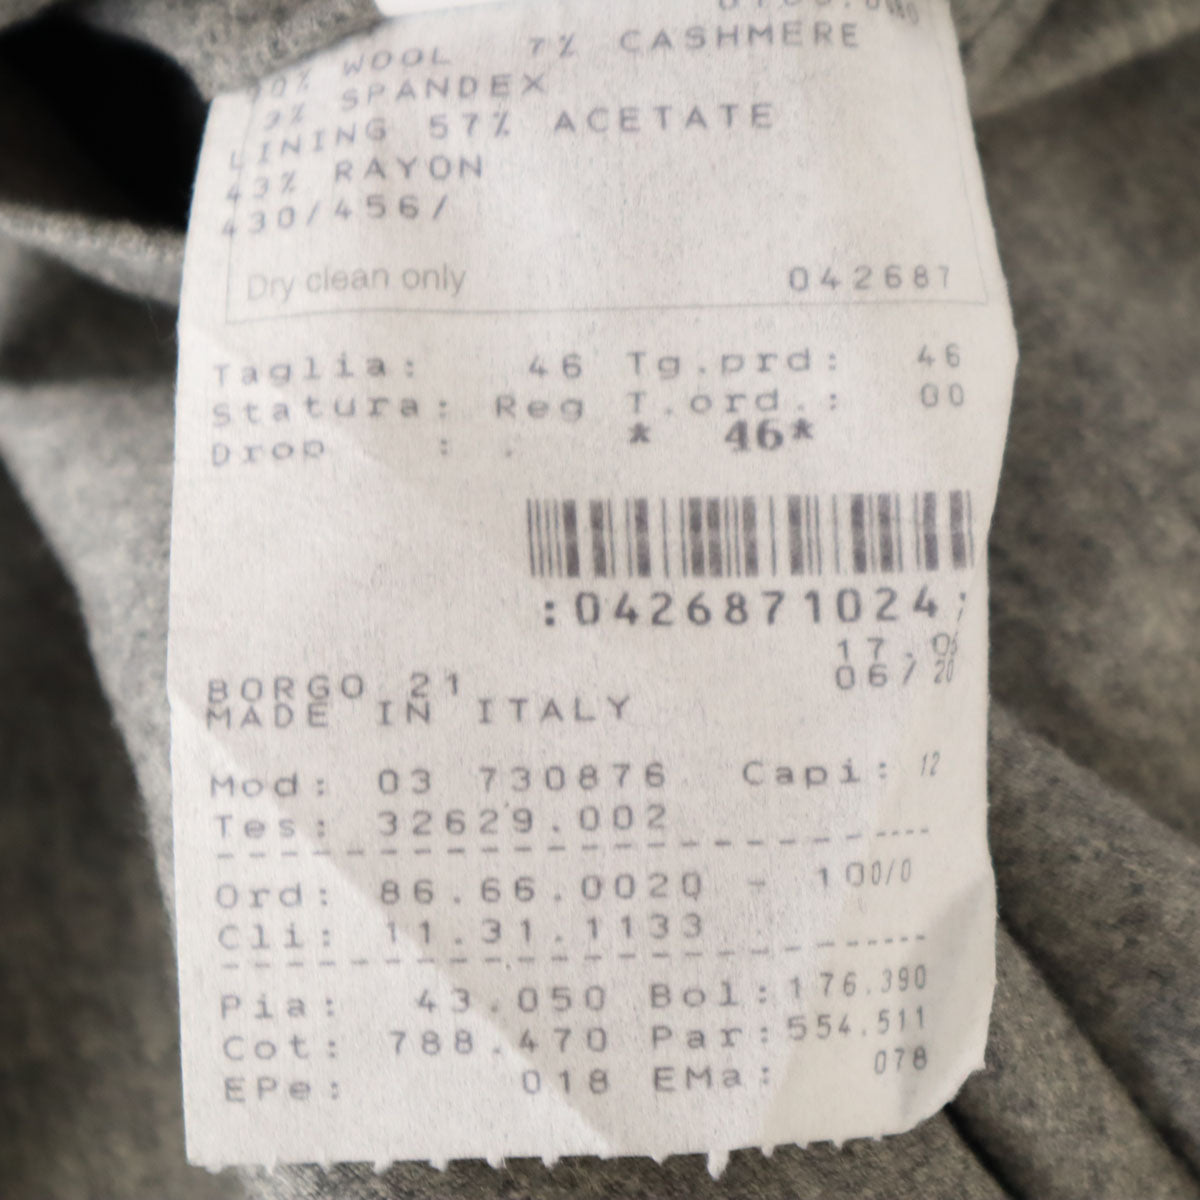 WOOL 7% CASHMERE
SPANDEX
LINING 57% ACETATE
43% RAYON
430/456/
Dry clean only 042687
Taglia: 46 Tg.prd: 46
Statura: Reg T.ord.: 00
Drop : . * 46*
:0426871024;
17.
06/20
BORGO 21
MADE IN ITALY
Mod: 03 730876 Capi: 12
Tes: 32629.002
Ord: 86.66.0020 - 100/0
Cli: 11.31.1133
Pia: 43.050 Bol: 176.390
Cot: 788.470 Par: 554.511
EPe: 018 EMa: 078